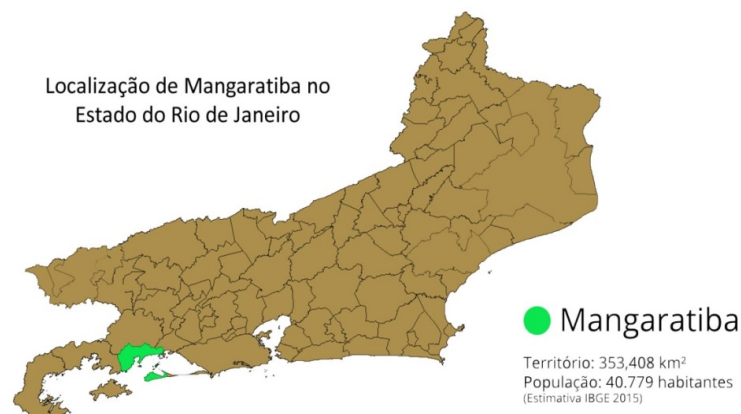 Localização de Mangaratiba no
Estado do Rio de Janeiro
Mangaratiba
Território: 353,408 km²
População: 40.779 habitantes
(Estimativa IBGE 2015)